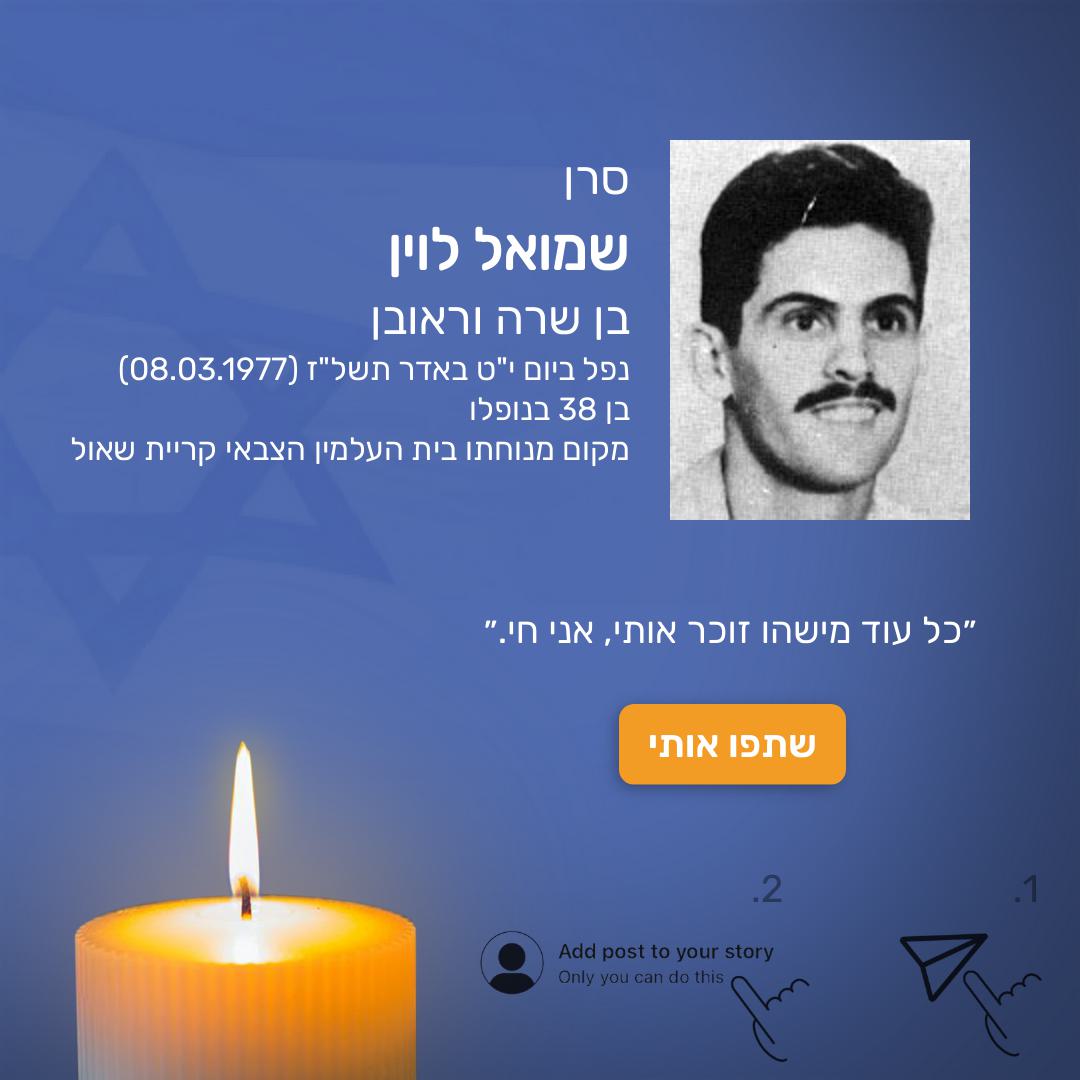 סרן
שמואל לוין
בן שרה וראובן
נפל ביום י"ט באדר תשל"ז (08.03.1977)
בן 38 בנופלו
מקום מנוחתו בית העלמין הצבאי קריית שאול
״כל עוד מישהו זוכר אותי, אני חי.״
שתפו אותי
.1
.2
Add post to your story
Only you can do this